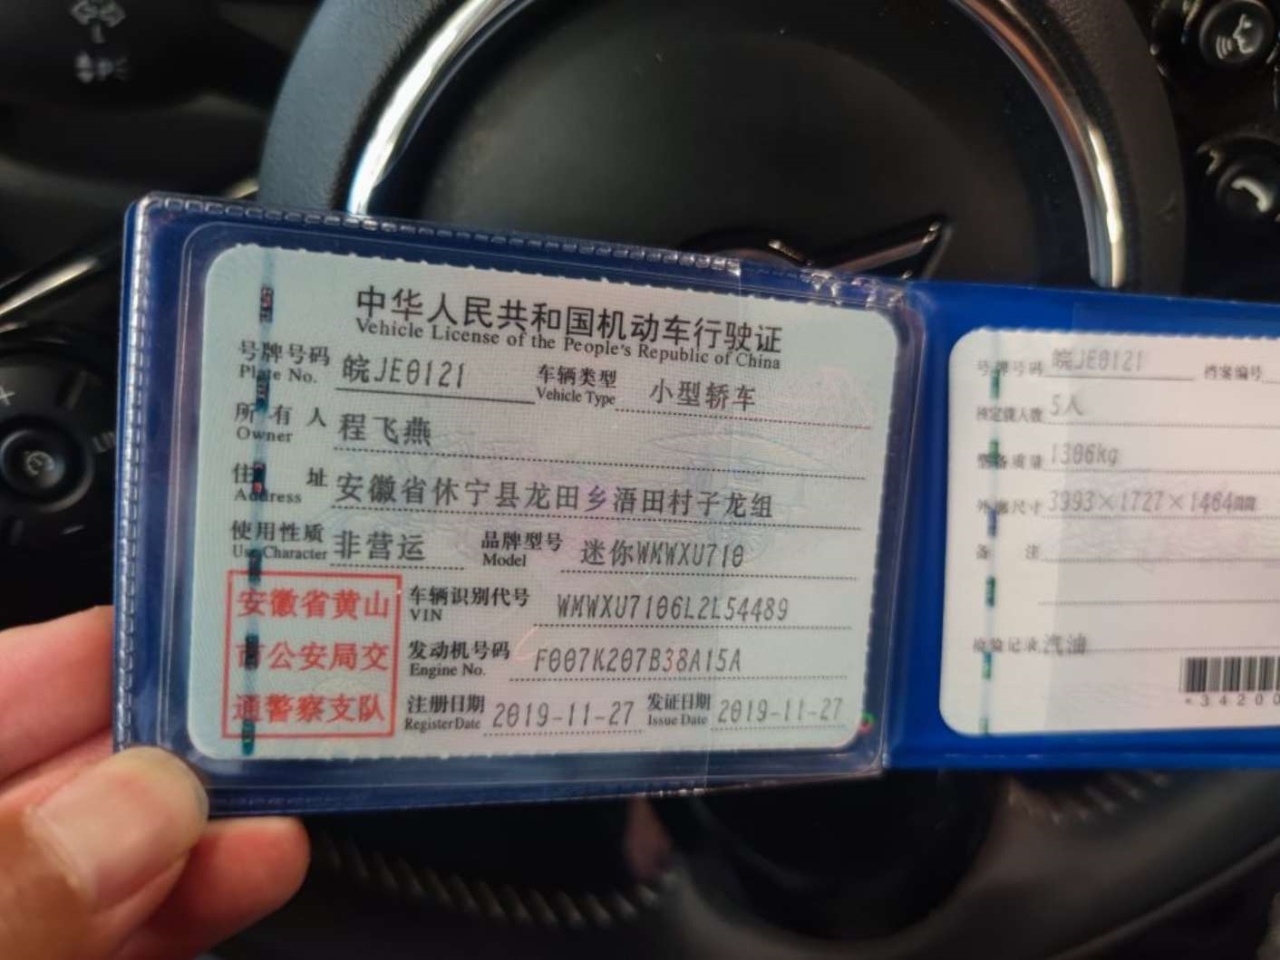 中华人民共和国机动车行驶证
Vehicle License of the People's Republic of China
号牌号码 皖JE0121 车辆类型 小型轿车
Plate No. Vehicle Type
所有人 程飞燕
Owner
住址 安徽省休宁县龙田乡浯田村子龙组
Address
使用性质 非营运 品牌型号 迷你WMWXU710
Use Character Model
安徽省黄山
市公安局交
通警察支队
车辆识别代号 WMWXU7106L2L54489
VIN
发动机号码 F007K207B38A15A
Engine No.
注册日期 2019-11-27 发证日期 2019-11-27
Register Date Issue Date
号牌号码 皖JE0121 档案编号
核定载人数 5人
整备质量 1306kg
外廓尺寸 3993×1727×1464mm
备注
检验记录 汽油
*34200